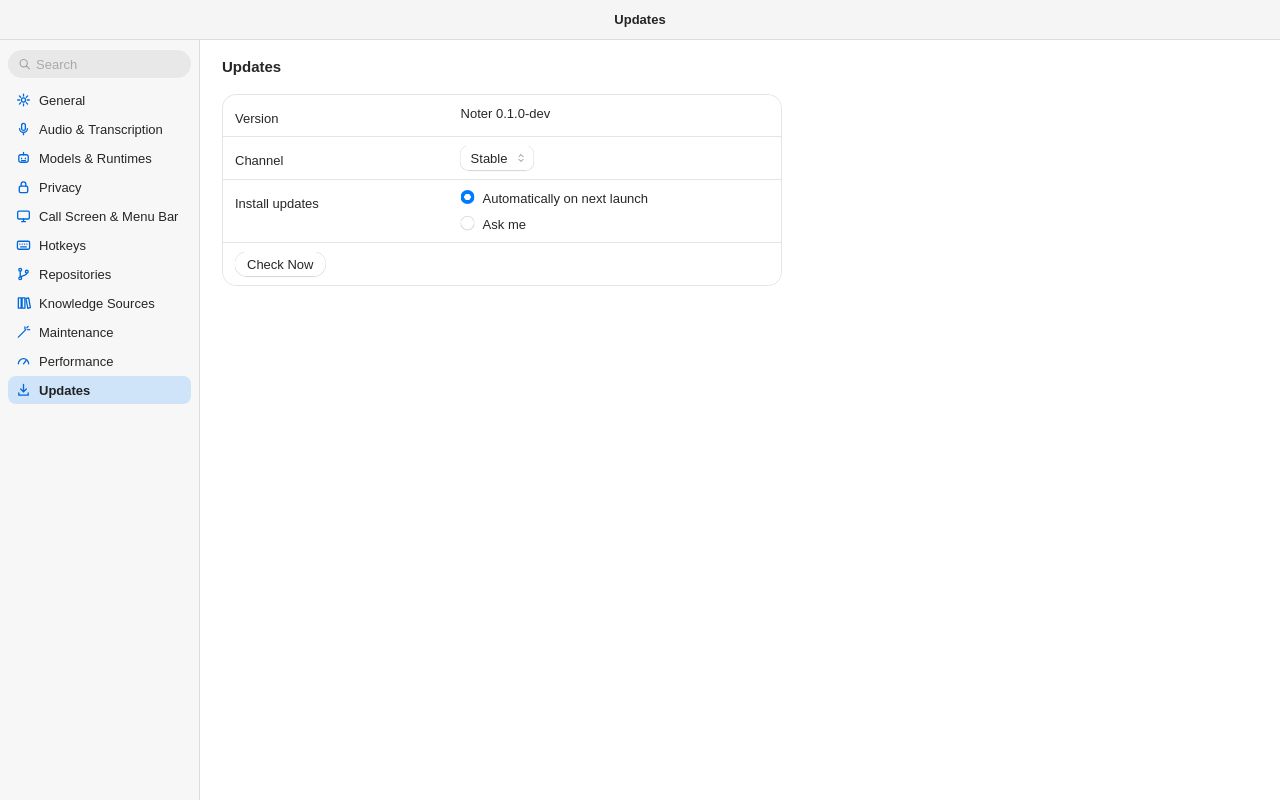 Updates
Search
General
Audio & Transcription
Models & Runtimes
Privacy
Call Screen & Menu Bar
Hotkeys
Repositories
Knowledge Sources
Maintenance
Performance
Updates
Updates
Version
Noter 0.1.0-dev
Channel
Stable
Install updates
Automatically on next launch
Ask me
Check Now